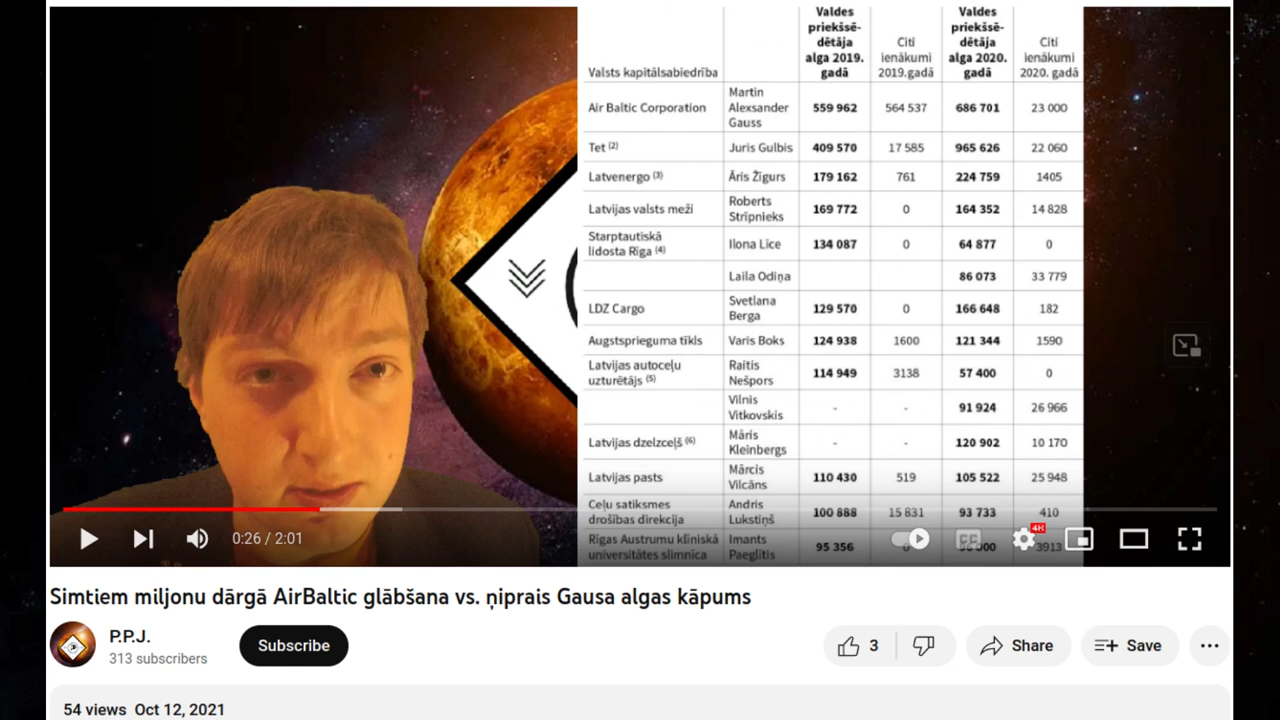 Valdes priekšsē-dētāja alga 2019. gadā
Citi ienākumi 2019.gadā
Valdes priekšsē-dētāja alga 2020. gadā
Citi ienākumi 2020. gadā
Valsts kapitālsabiedrība
Air Baltic Corporation Martin Alexsander Gauss 559 962 564 537 686 701 23 000
Tet (2) Juris Gulbis 409 570 17 585 965 626 22 060
Latvenergo (3) Āris Žīgurs 179 162 761 224 759 1405
Latvijas valsts meži Roberts Strīpnieks 169 772 0 164 352 14 828
Starptautiskā lidosta Rīga (4) Ilona Līce 134 087 0 64 877 0
Laila Odiņa 86 073 33 779
LDZ Cargo Svetlana Berga 129 570 0 166 648 182
Augstsprieguma tīkls Varis Boks 124 938 1600 121 344 1590
Latvijas autoceļu uzturētājs (5) Raitis Nešpors 114 949 3138 57 400 0
Vilnis Vitkovskis - - 91 924 26 966
Latvijas dzelzceļš (6) Māris Kleinbergs - - 120 902 10 170
Latvijas pasts Mārcis Vilcāns 110 430 519 105 522 25 948
Ceļu satiksmes drošības direkcija Andris Lukstiņš 100 888 15 831 93 733 410
Rīgas Austrumu klīniskā universitātes slimnīca Imants Paeglītis 95 356 3913
0:26 / 2:01
CC
4K
Simtiem miljonu dārgā AirBaltic glābšana vs. ņiprais Gausa algas kāpums
P.P.J.
313 subscribers
Subscribe
3
Share
Save
54 views Oct 12, 2021